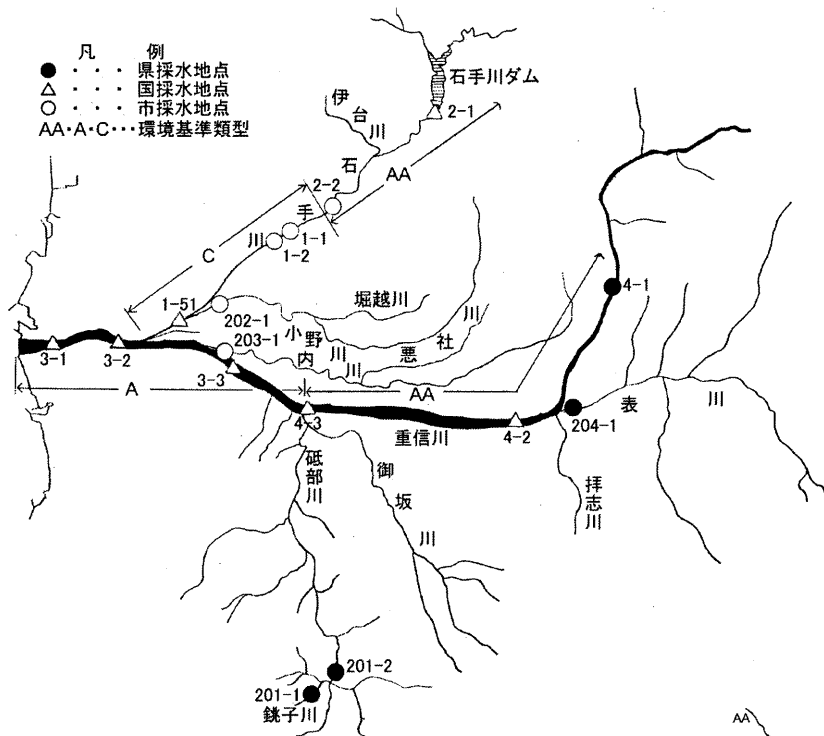 凡 例
● ・ ・ ・ 県採水地点
△ ・ ・ ・ 国採水地点
○ ・ ・ ・ 市採水地点
AA・A・C・・・環境基準類型
石手川ダム
2-1
伊台川
石手川
AA
2-2
C
1-1
1-2
1-51
堀越川
202-1
小野川
悪社川
4-1
203-1
内川
3-1
3-2
3-3
A
AA
4-3
重信川
4-2
204-1
表川
砥部川
御坂川
拝志川
201-2
201-1
銚子川
AA